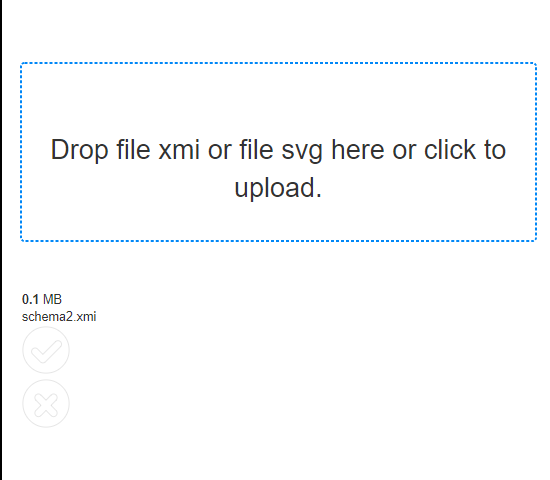 Drop file xmi or file svg here or click to
upload.
0.1 MB
schema2.xmi